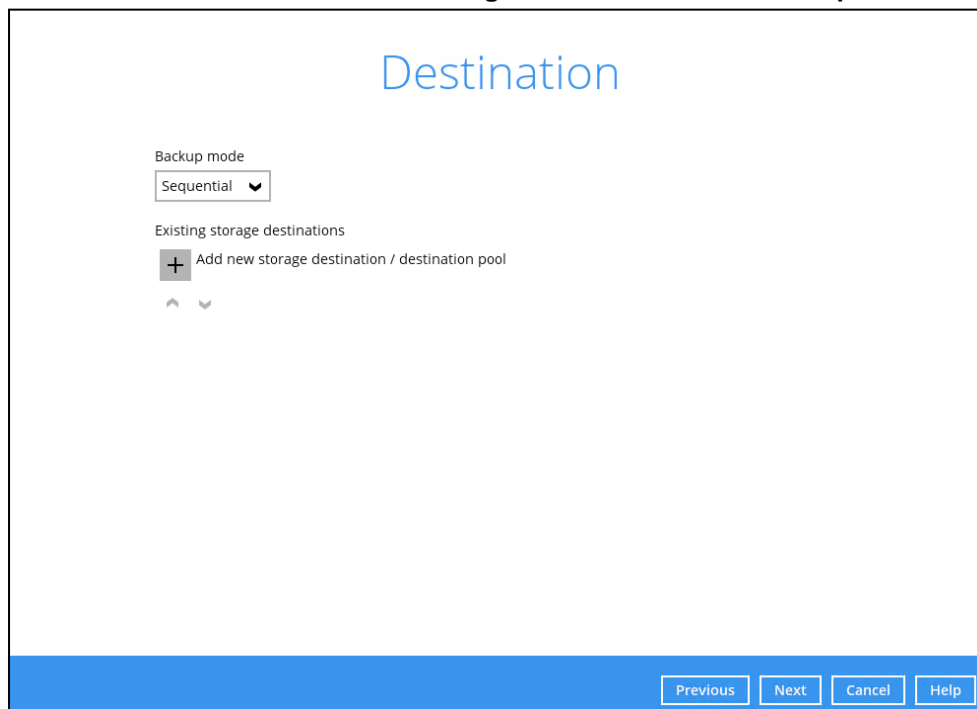 Destination
Backup mode
Sequential
Existing storage destinations
Add new storage destination / destination pool
Previous Next Cancel Help